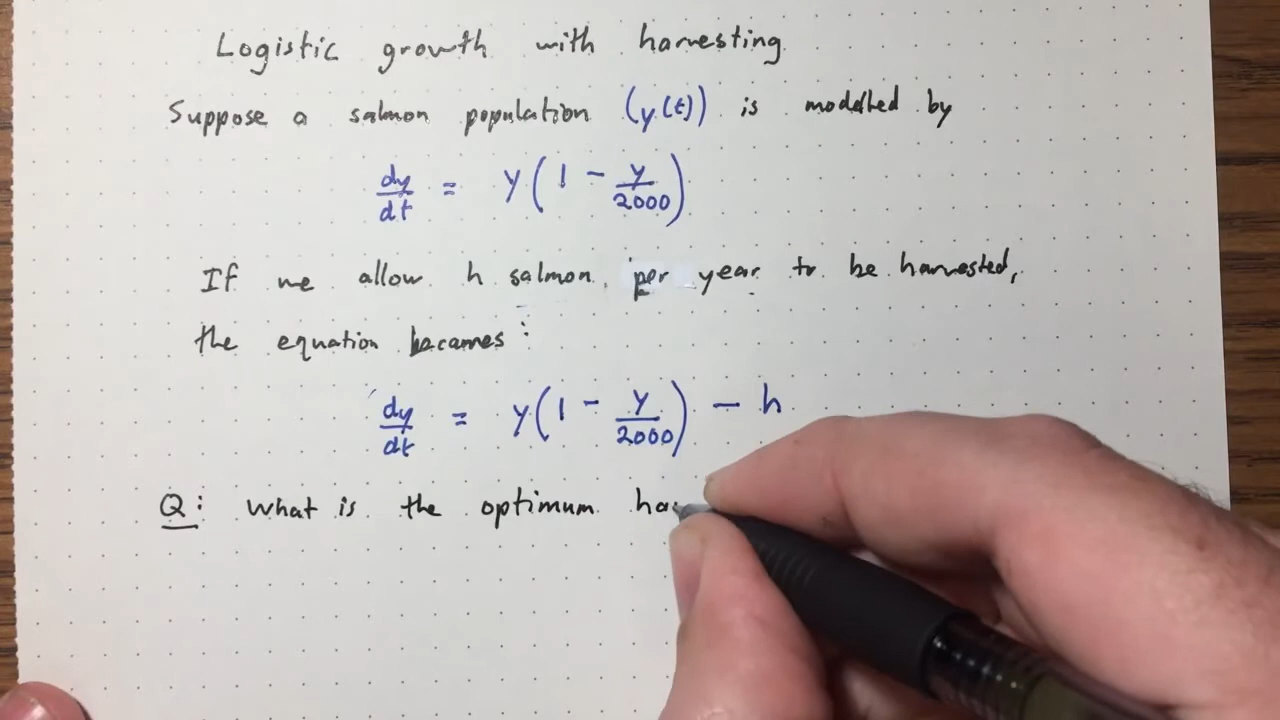 Logistic growth with harvesting
Suppose a salmon population (y(t)) is modelled by
dy/dt = y(1 - y/2000)
If we allow h salmon per year to be harvested,
the equation becomes:
dy/dt = y(1 - y/2000) - h
Q: What is the optimum ha